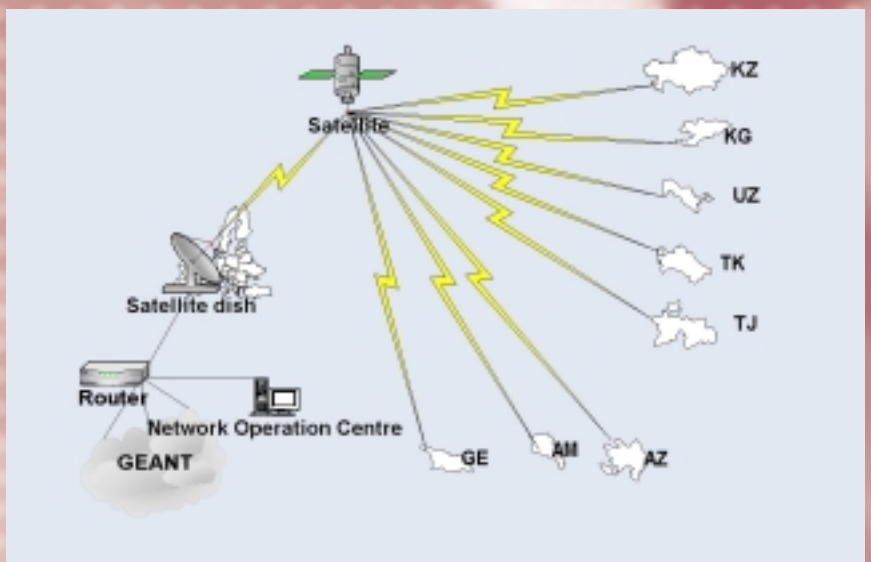 Satellite
KZ
KG
UZ
TK
TJ
Satellite dish
Router
Network Operation Centre
GEANT
GE
AM
AZ